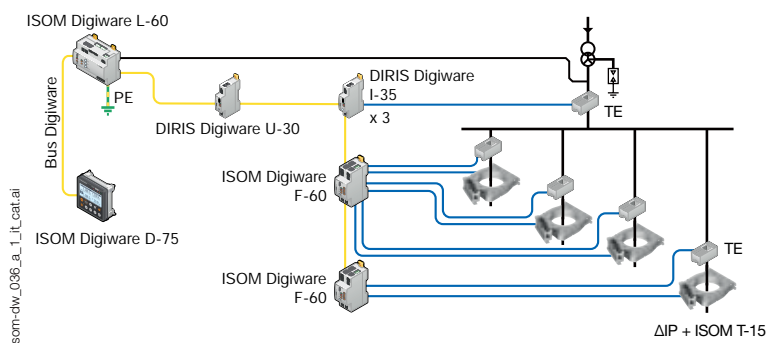 ISOM Digiware L-60
PE
Bus Digiware
DIRIS Digiware U-30
DIRIS Digiware
I-35
x 3
TE
ISOM Digiware
F-60
ISOM Digiware D-75
ISOM Digiware
F-60
TE
ΔIP + ISOM T-15
som-dw_036_a_1_it_cat.ai